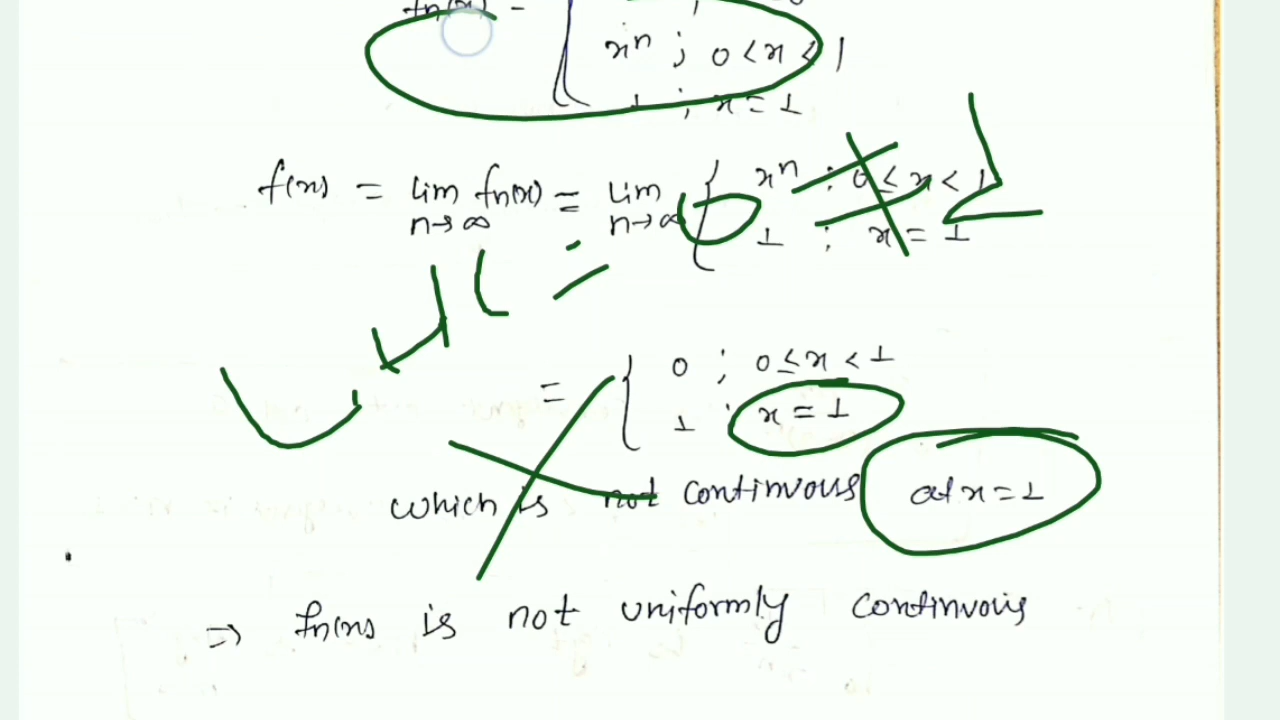 fn(x) =
xⁿ ; 0 < x < 1
1 ; x = 1
f(x) = lim fn(x) = lim { xⁿ ; 0 ≤ x < 1
n→∞ n→∞ 1 ; x = 1
= { 0 ; 0 ≤ x < 1
1 ; x = 1
which is not continuous at x = 1
⇒ fn(x) is not uniformly continuous